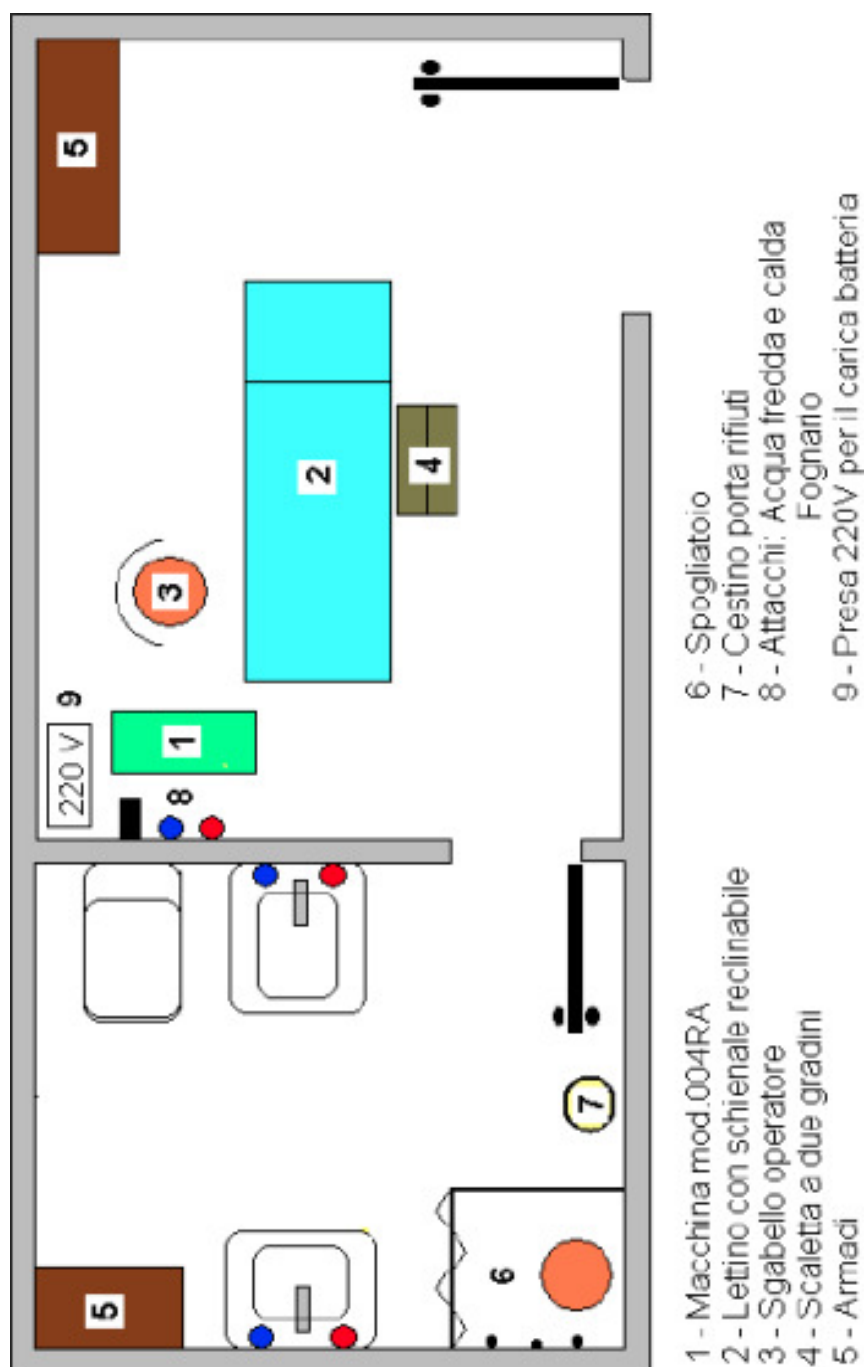 5
5
220 V
9
3
8
1
2
4
6
7
1 - Macchina mod.004RA
2 - Lettino con schienale reclinabile
3 - Sgabello operatore
4 - Scaletta a due gradini
5 - Armadi
6 - Spogliatoio
7 - Cestino porta rifiuti
8 - Attacchi: Acqua fredda e calda
Fognario
9 - Presa 220V per il carica batteria